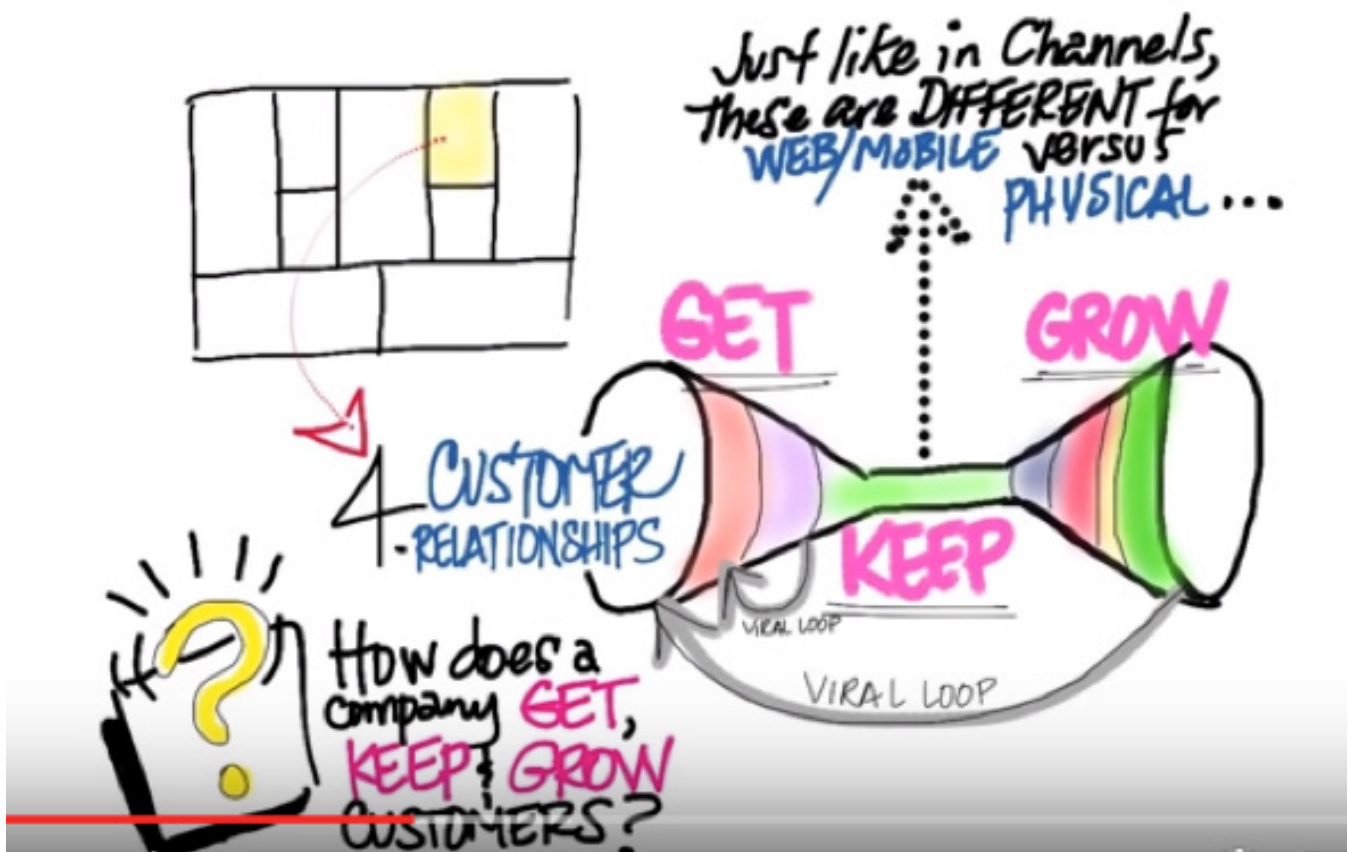 Just like in Channels,
these are DIFFERENT for
WEB/MOBILE versus
PHYSICAL...
GET
GROW
4. CUSTOMER
RELATIONSHIPS
KEEP
VIRAL LOOP
VIRAL LOOP
?
How does a
company GET,
KEEP & GROW
CUSTOMERS?